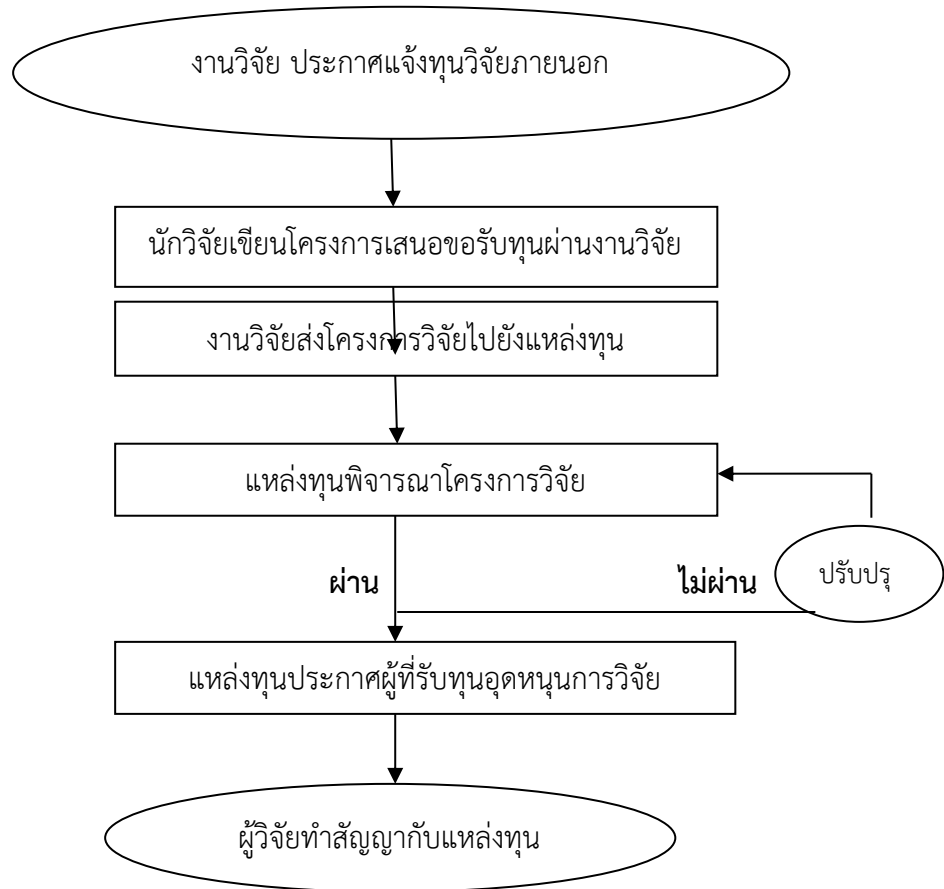 งานวิจัย ประกาศแจ้งทุนวิจัยภายนอก
นักวิจัยเขียนโครงการเสนอขอรับทุนผ่านงานวิจัย
งานวิจัยส่งโครงการวิจัยไปยังแหล่งทุน
แหล่งทุนพิจารณาโครงการวิจัย
ผ่าน
ไม่ผ่าน
ปรับปรุ
แหล่งทุนประกาศผู้ที่รับทุนอุดหนุนการวิจัย
ผู้วิจัยทำสัญญากับแหล่งทุน